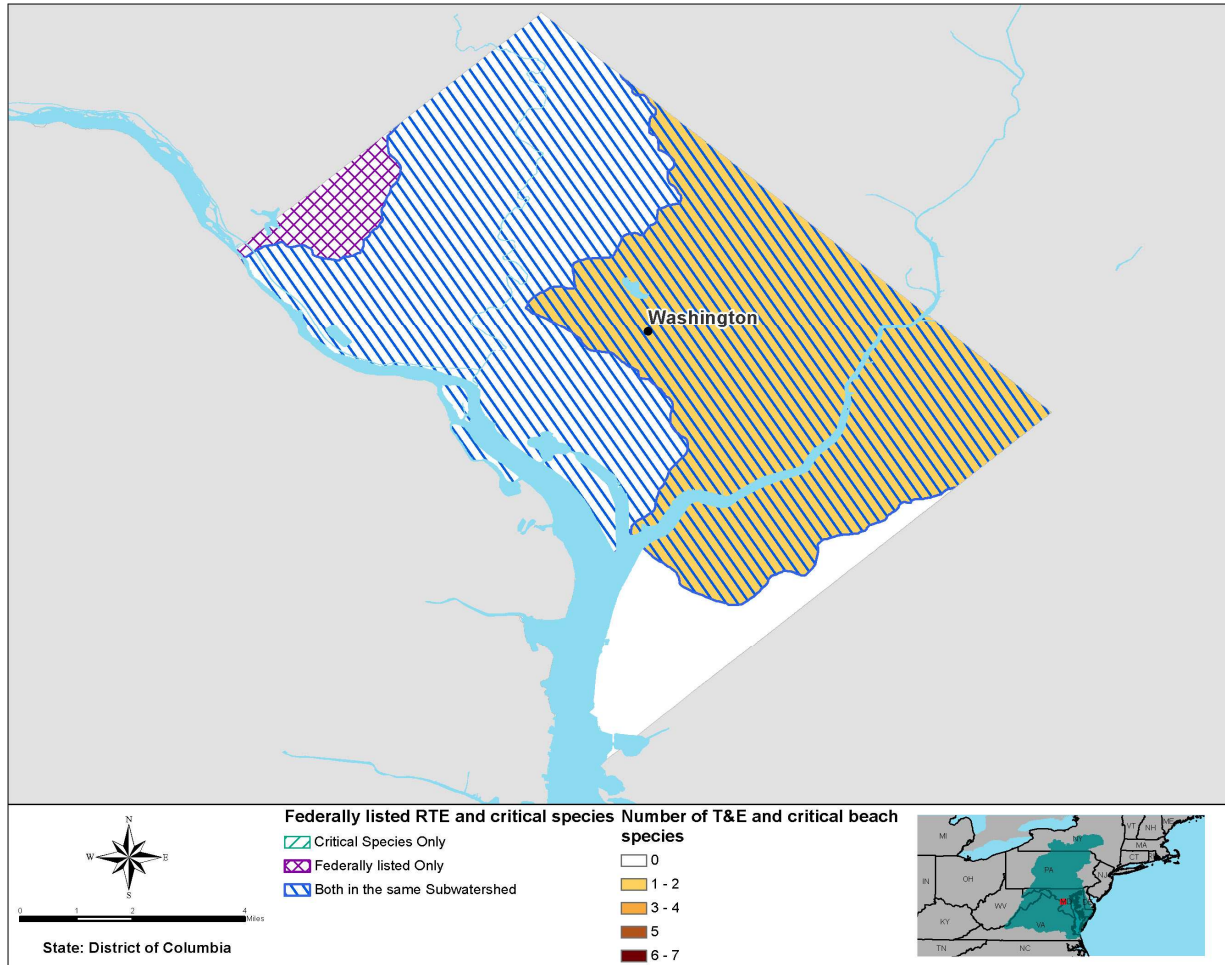 Washington
N
W
E
S
0
1
2
4
Miles
State: District of Columbia
Federally listed RTE and critical species
Critical Species Only
Federally listed Only
Both in the same Subwatershed
Number of T&E and critical beach
species
0
1 - 2
3 - 4
5
6 - 7
MI
VT
NH
ME
NY
MA
CT
PA
NJ
IN
OH
WV
KY
VA
TN
NC